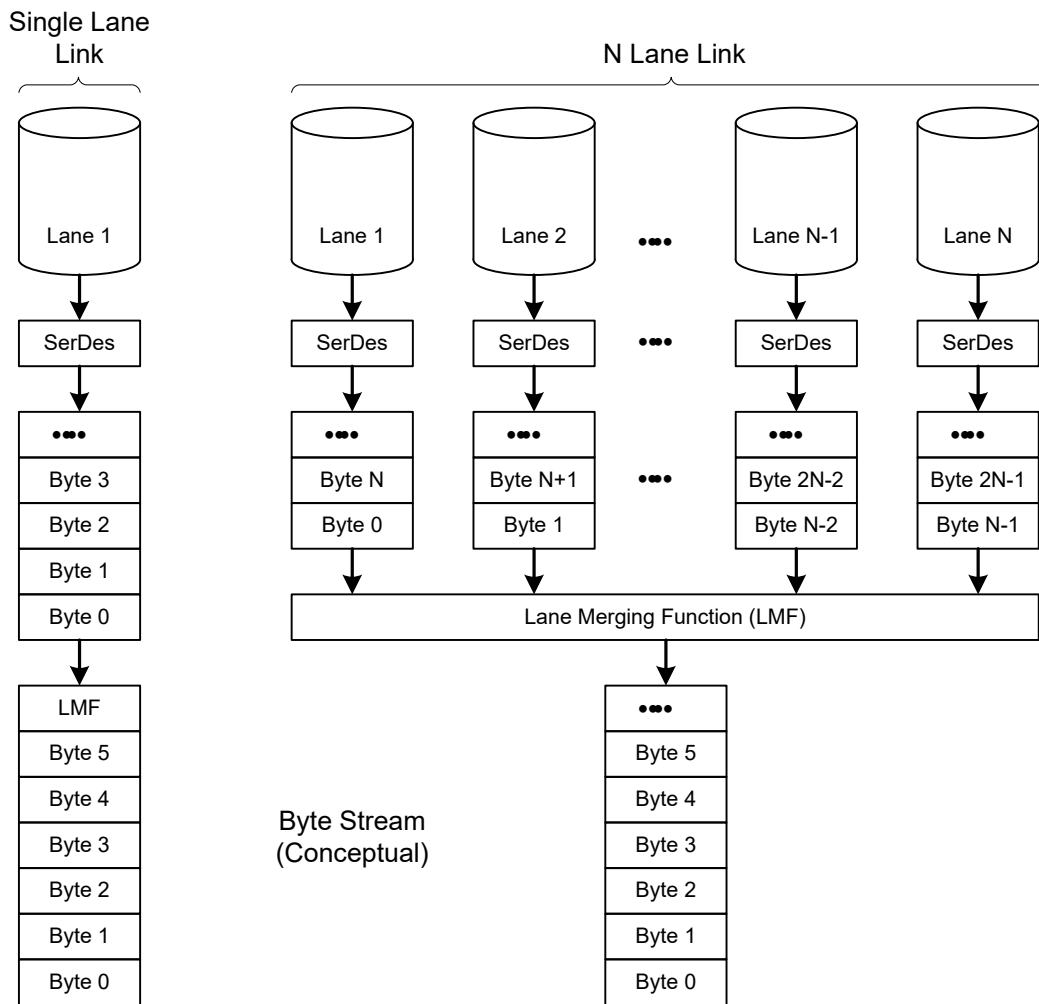 Single Lane
Link
N Lane Link
Lane 1
Lane 1
Lane 2
••••
Lane N-1
Lane N
SerDes
SerDes
SerDes
••••
SerDes
SerDes
••••
••••
••••
••••
••••
Byte 3
Byte N
Byte N+1
••••
Byte 2N-2
Byte 2N-1
Byte 2
Byte 0
Byte 1
Byte N-2
Byte N-1
Byte 1
Byte 0
Lane Merging Function (LMF)
LMF
••••
Byte 5
Byte 5
Byte 4
Byte 4
Byte Stream
(Conceptual)
Byte 3
Byte 3
Byte 2
Byte 2
Byte 1
Byte 1
Byte 0
Byte 0